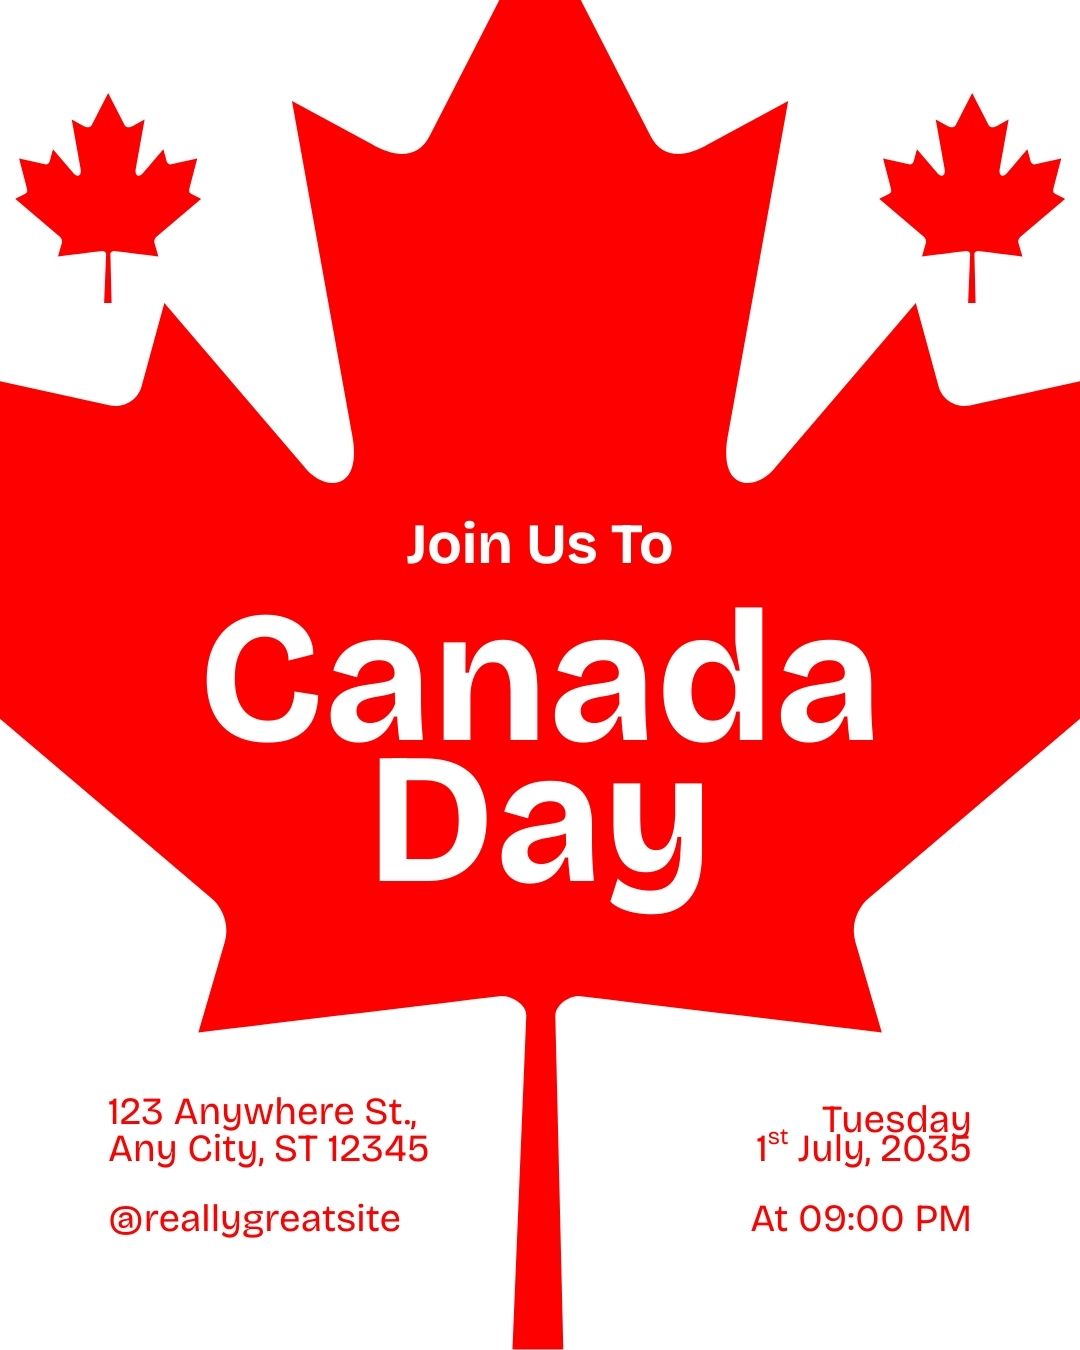 Join Us To
Canada
Day
123 Anywhere St.,
Any City, ST 12345
@reallygreatsite
Tuesday
1st July, 2035
At 09:00 PM